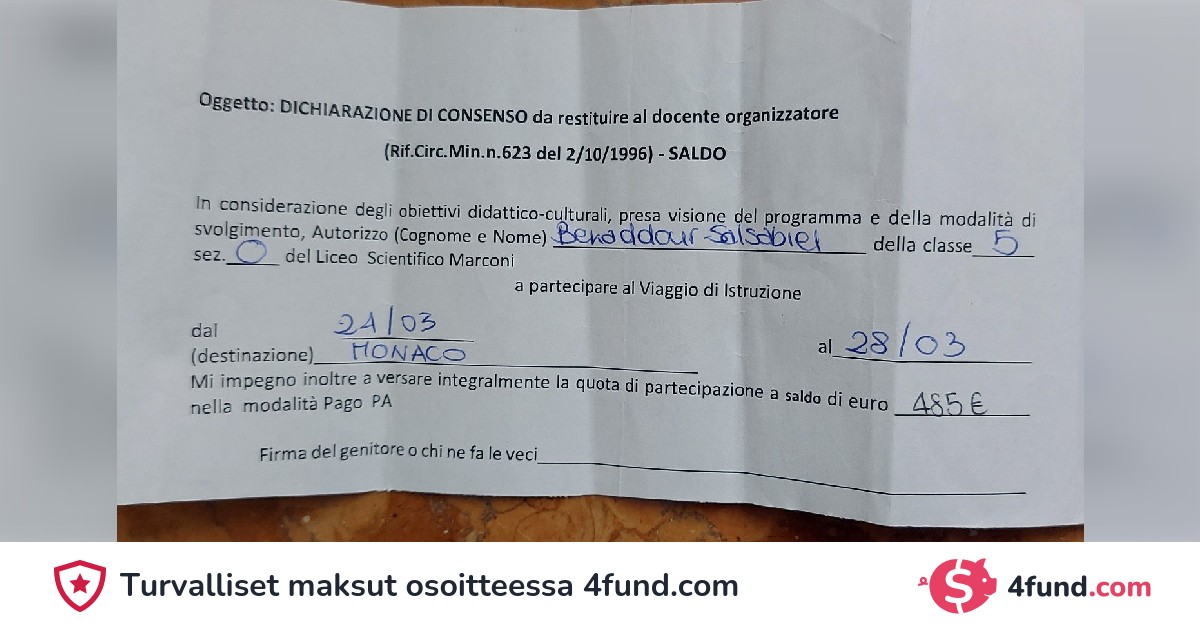 Oggetto: DICHIARAZIONE DI CONSENSO da restituire al docente organizzatore
(Rif.Circ.Min.n.623 del 2/10/1996) - SALDO
In considerazione degli obiettivi didattico-culturali, presa visione del programma e della modalità di
svolgimento, Autorizzo (Cognome e Nome) Benaddour Salsabiel della classe 5
sez. O del Liceo Scientifico Marconi
a partecipare al Viaggio di Istruzione
dal 24/03 al 28/03
(destinazione) MONACO
Mi impegno inoltre a versare integralmente la quota di partecipazione a saldo di euro 485€
nella modalità Pago PA
Firma del genitore o chi ne fa le veci
Turvalliset maksut osoitteessa 4fund.com
4fund.com